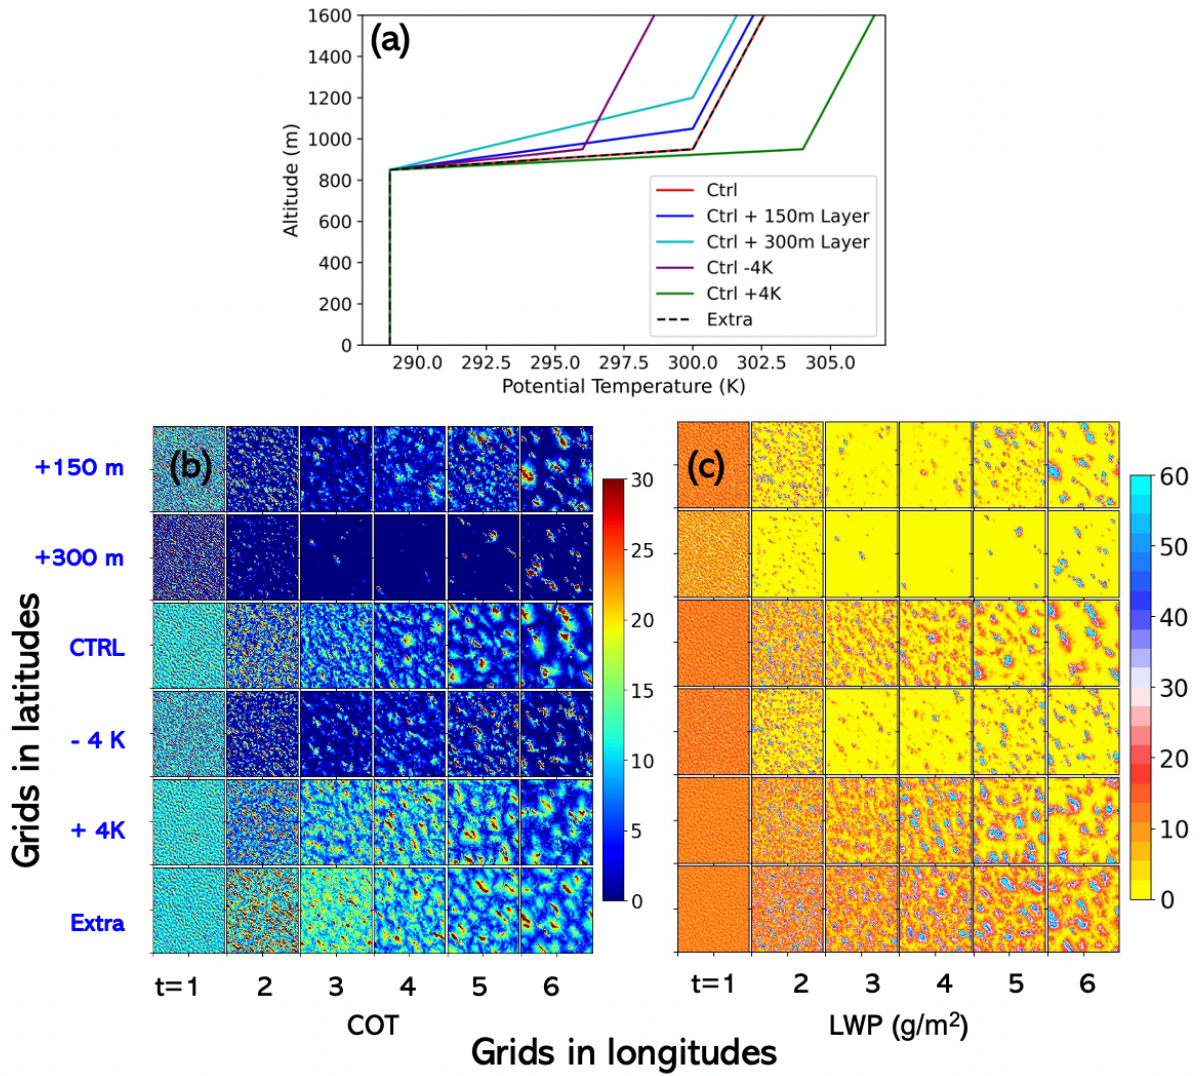 (a)
1600
1400
1200
1000
800
600
400
200
0
Altitude (m)
Ctrl
Ctrl + 150m Layer
Ctrl + 300m Layer
Ctrl -4K
Ctrl +4K
Extra
290.0 292.5 295.0 297.5 300.0 302.5 305.0
Potential Temperature (K)
Grids in latitudes
+150 m
+300 m
CTRL
- 4 K
+ 4K
Extra
(b)
30
25
20
15
10
5
0
t=1 2 3 4 5 6
COT
(c)
60
50
40
30
20
10
0
t=1 2 3 4 5 6
LWP (g/m²)
Grids in longitudes